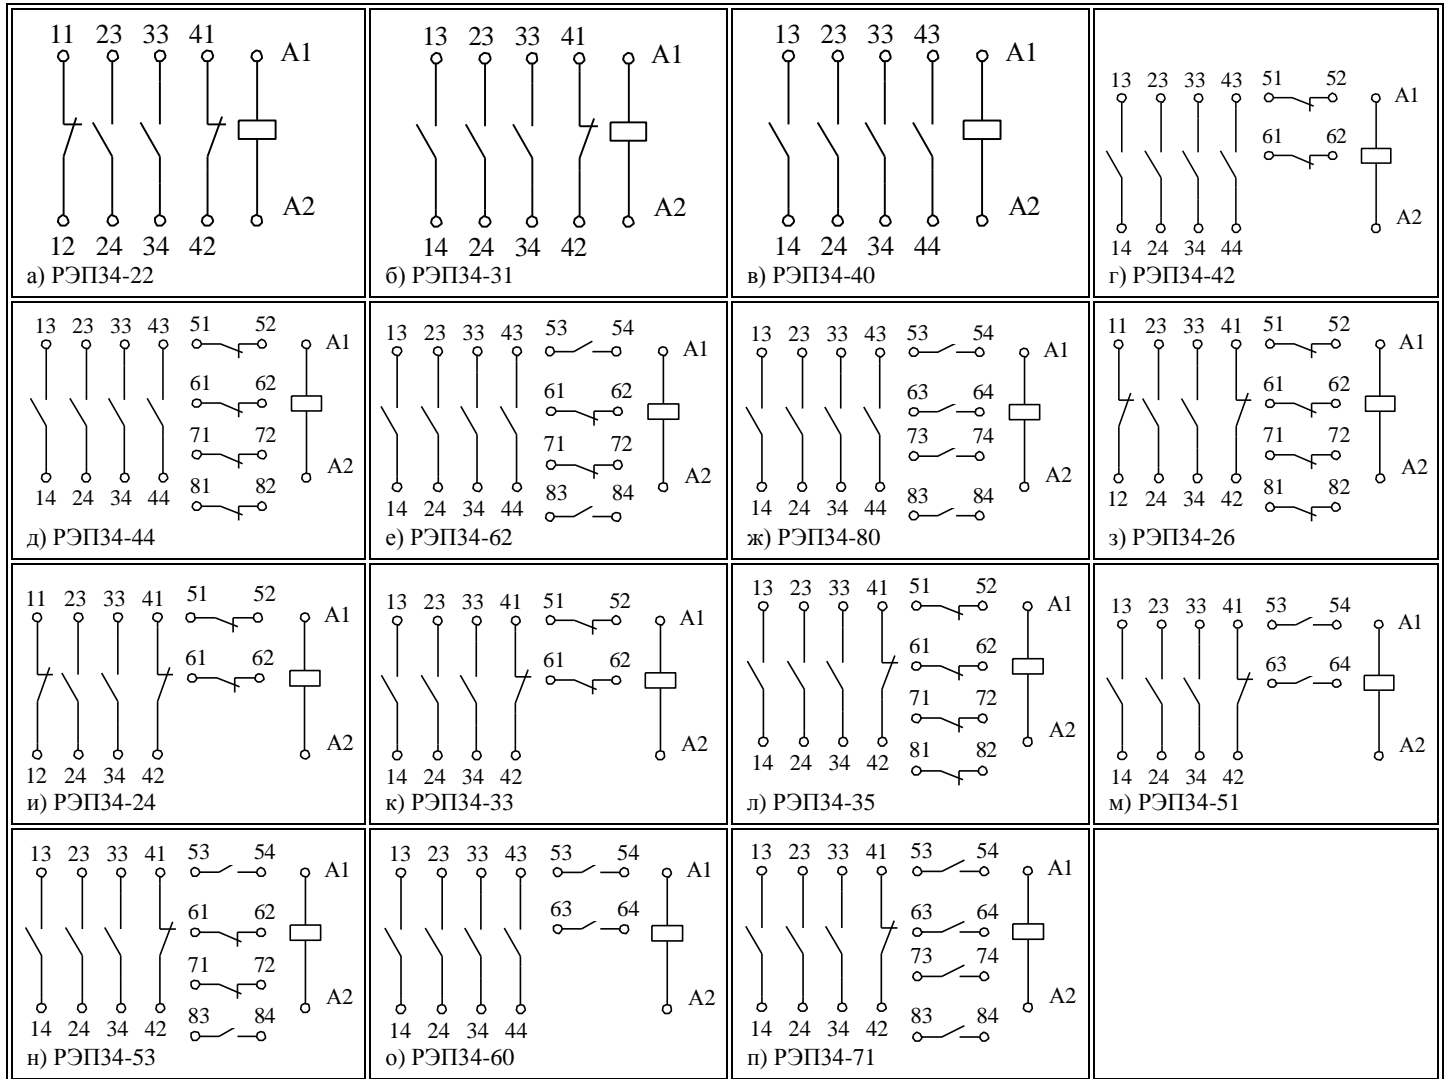 11 23 33 41
A1
A2
12 24 34 42
а) РЭП34-22
13 23 33 41
A1
A2
14 24 34 42
б) РЭП34-31
13 23 33 43
A1
A2
14 24 34 44
в) РЭП34-40
13 23 33 43 51 52
A1
61 62
A2
14 24 34 44
г) РЭП34-42
13 23 33 43 51 52
A1
61 62
71 72
A2
14 24 34 44 81 82
д) РЭП34-44
13 23 33 43 53 54
A1
61 62
71 72
A2
14 24 34 44 83 84
е) РЭП34-62
13 23 33 43 53 54
A1
63 64
73 74
A2
14 24 34 44 83 84
ж) РЭП34-80
11 23 33 41 51 52
A1
61 62
71 72
A2
12 24 34 42 81 82
з) РЭП34-26
11 23 33 41 51 52
A1
61 62
A2
12 24 34 42
и) РЭП34-24
13 23 33 41 51 52
A1
61 62
A2
14 24 34 42
к) РЭП34-33
13 23 33 41 51 52
A1
61 62
71 72
A2
14 24 34 42 81 82
л) РЭП34-35
13 23 33 41 53 54
A1
63 64
A2
14 24 34 42
м) РЭП34-51
13 23 33 41 53 54
A1
61 62
71 72
A2
14 24 34 42 83 84
н) РЭП34-53
13 23 33 43 53 54
A1
63 64
A2
14 24 34 44
о) РЭП34-60
13 23 33 41 53 54
A1
63 64
73 74
A2
14 24 34 42 83 84
п) РЭП34-71